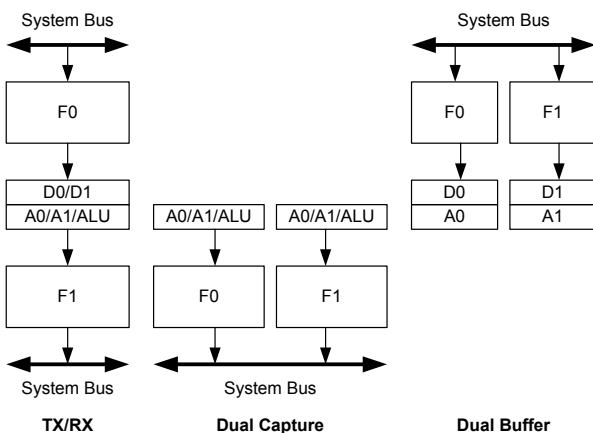 System Bus
System Bus
F0
F0
F1
D0/D1
A0/A1/ALU
A0/A1/ALU
A0/A1/ALU
D0
A0
D1
A1
F1
F0
F1
System Bus
System Bus
TX/RX
Dual Capture
Dual Buffer